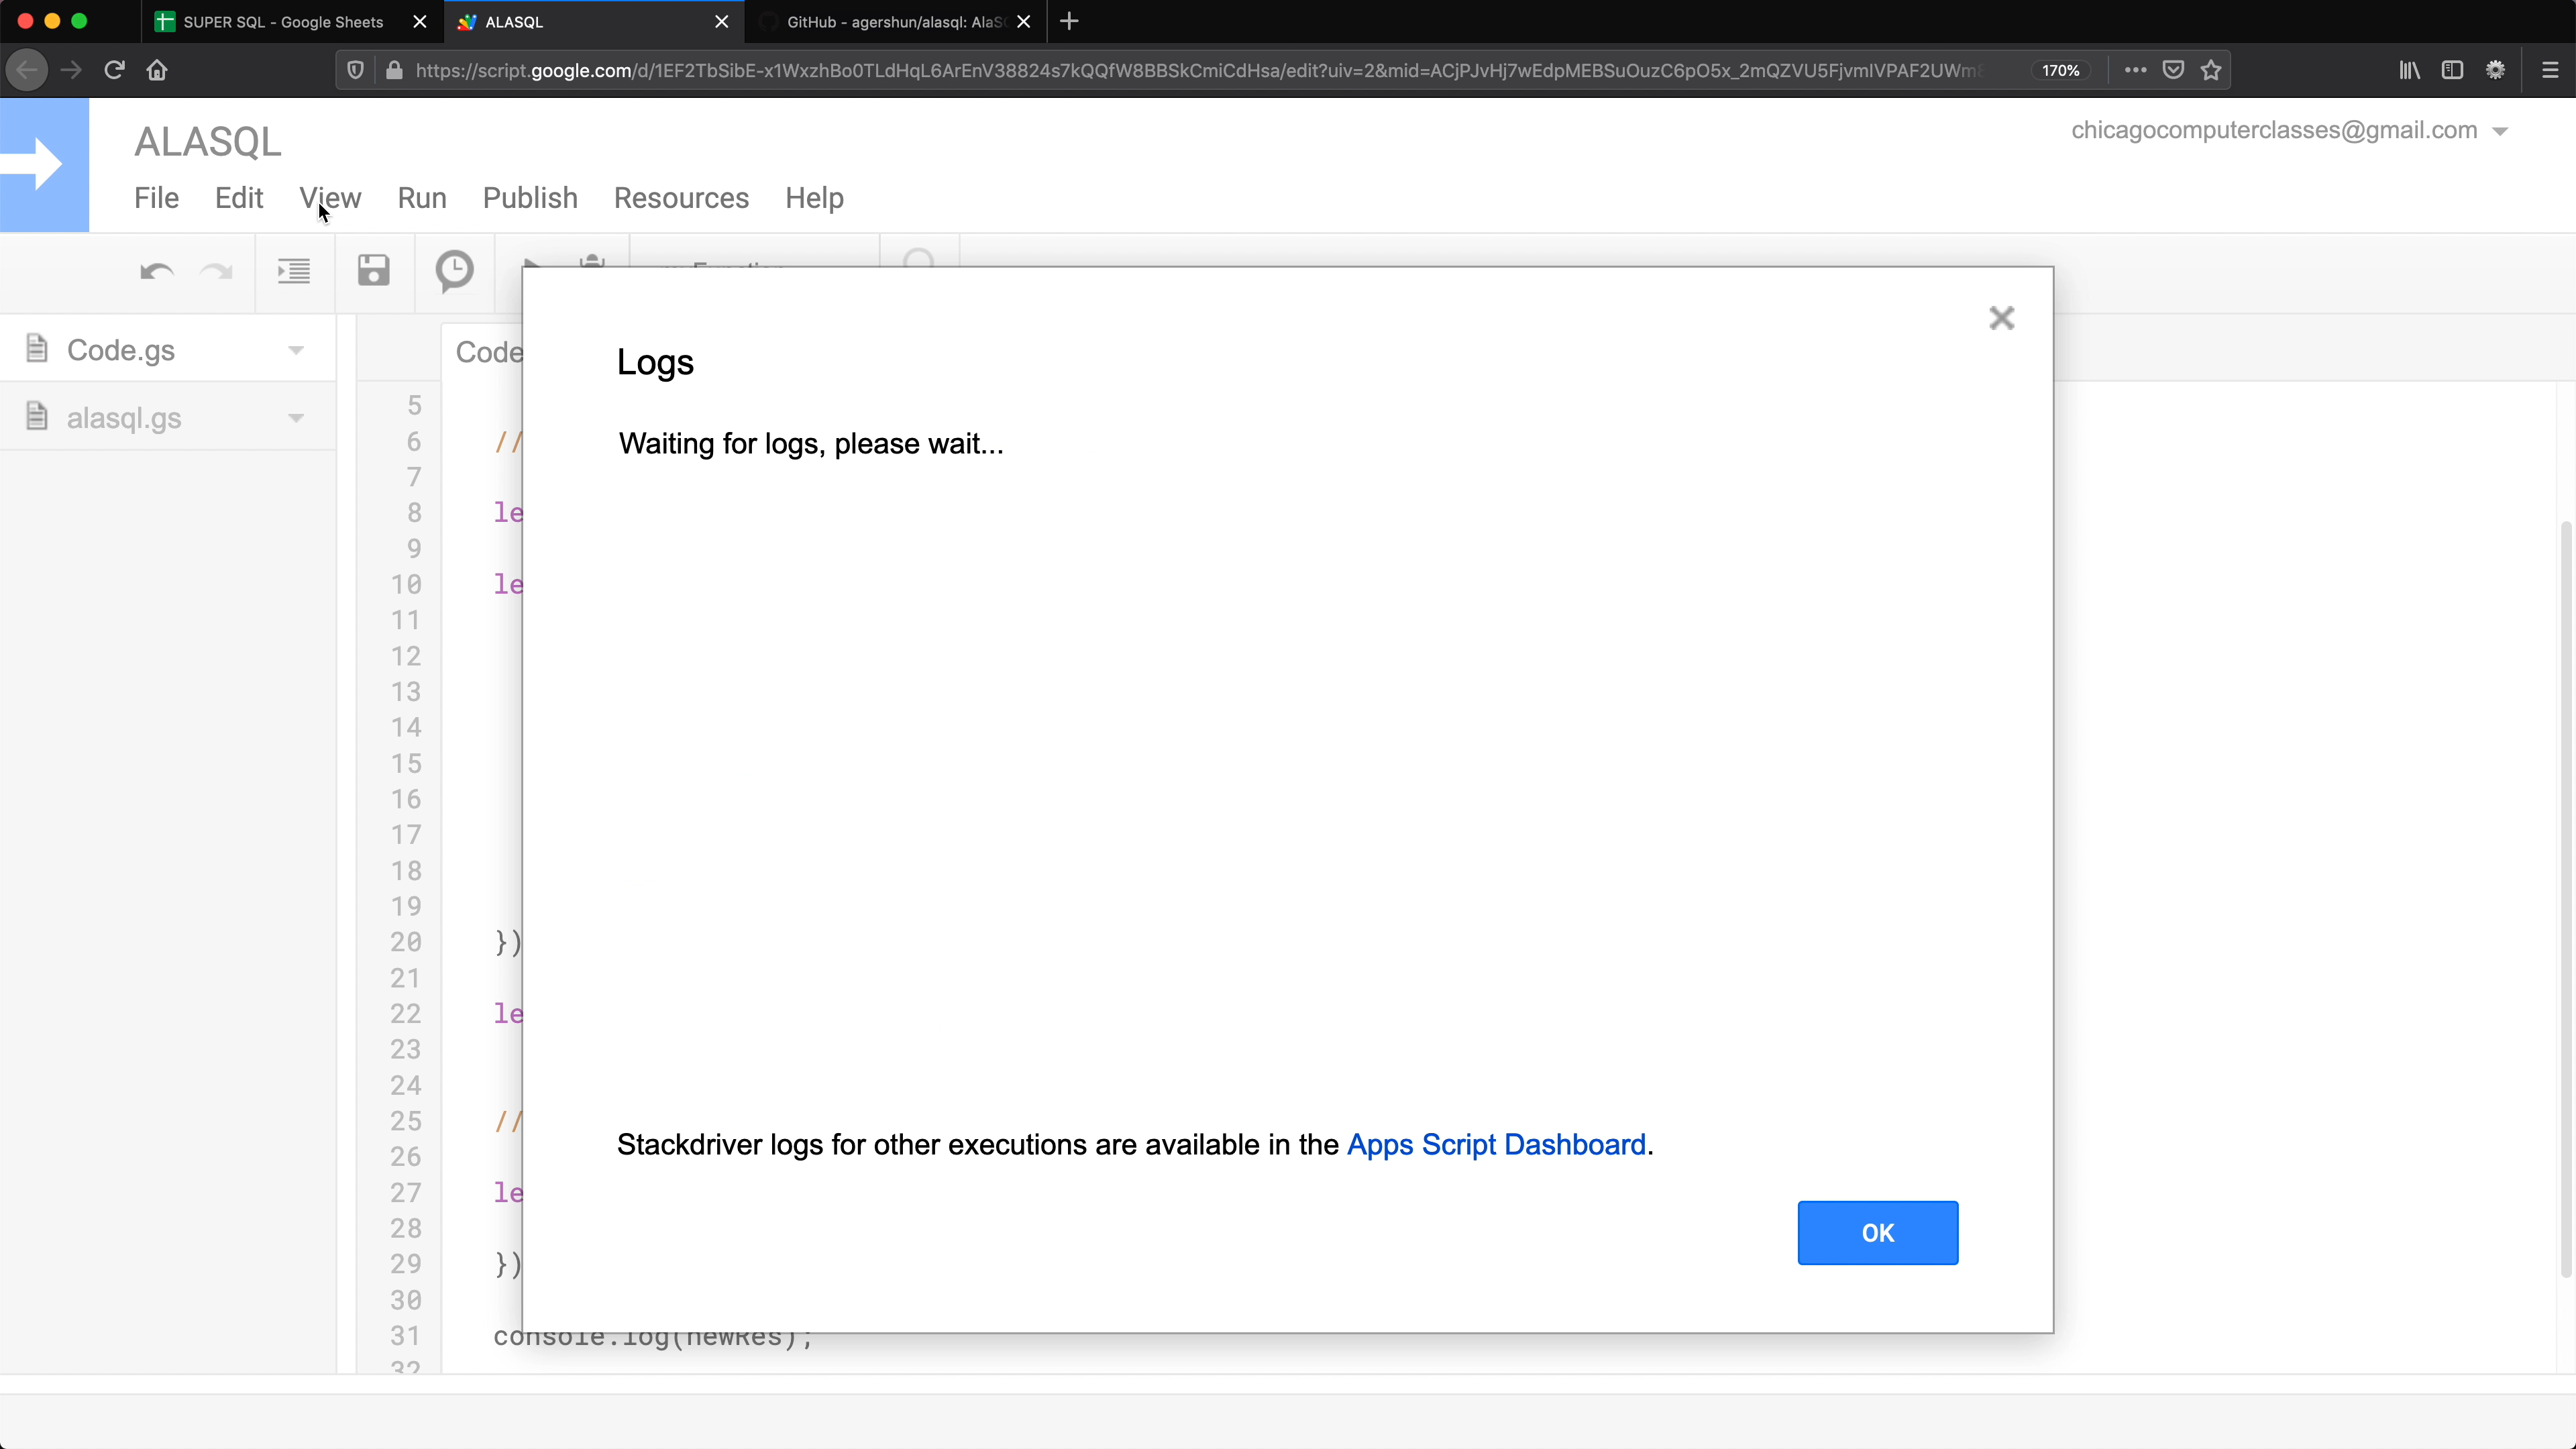 SUPER SQL - Google Sheets
ALASQL
GitHub - agershun/alasql: AlaS
https://script.google.com/d/1EF2TbSibE-x1WxzhBo0TLdHqL6ArEnV38824s7kQQfW8BBSkCmiCdHsa/edit?uiv=2&mid=ACjPJvHj7wEdpMEBSuOuzC6pO5x_2mQZVU5FjvmlVPAF2UWm
170%
ALASQL
chicagocomputerclasses@gmail.com
File Edit View Run Publish Resources Help
Code.gs
alasql.gs
Code
5
6 //
7
8 le
9
10 le
11
12
13
14
15
16
17
18
19
20 })
21
22 le
23
24
25 //
26
27 le
28
29 })
30
31 console.log(newRes);
32
Logs
Waiting for logs, please wait...
Stackdriver logs for other executions are available in the Apps Script Dashboard.
OK